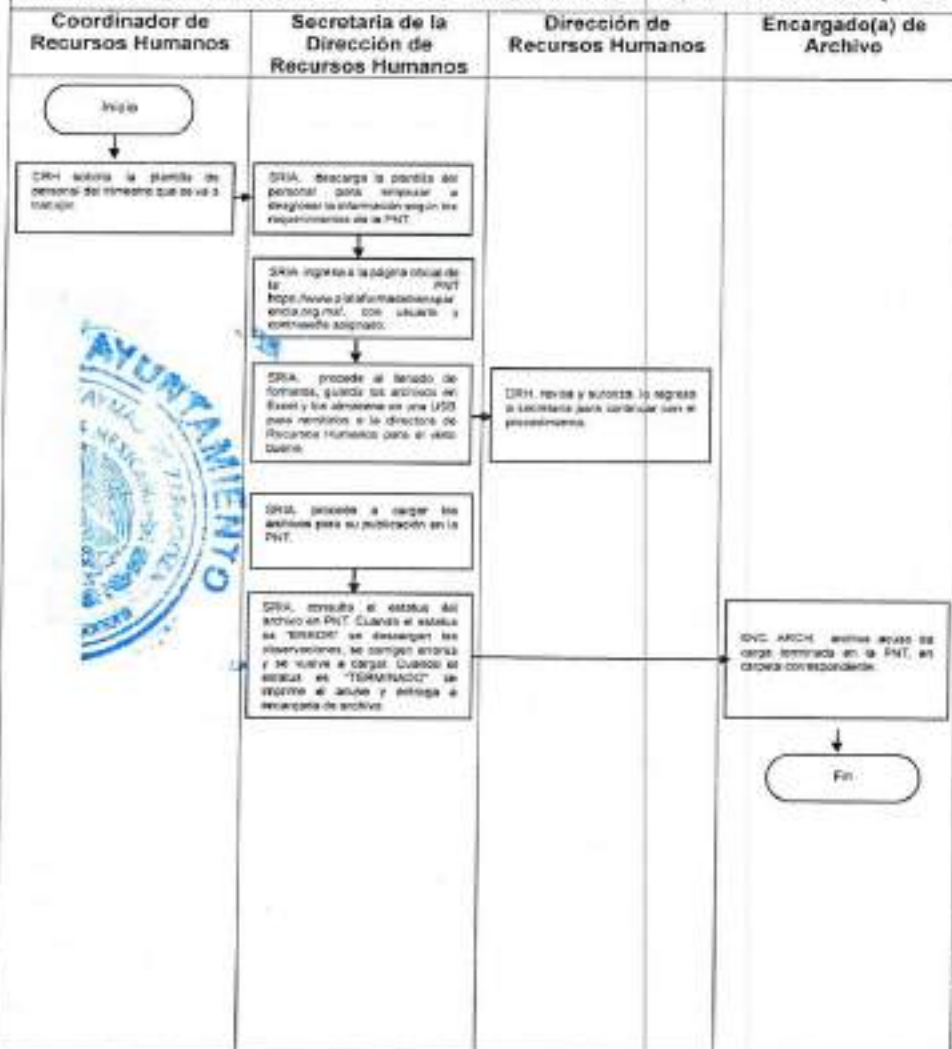 Coordinador de
Recursos Humanos
Secretaria de la
Dirección de
Recursos Humanos
Dirección de
Recursos Humanos
Encargado(a) de
Archivo
Inicio
CRH solicita la plantilla de
personal del trimestre que se va a
trabajar.
SRIA. descarga la plantilla del
personal para empezar a
desglosar la información según los
requerimientos de la PNT.
SRIA ingresa a la página oficial de
la PNT
https://www.plataformadetranspar
encia.org.mx/, con usuario y
contraseña asignado.
SRIA. procede al llenado de
formatos, guarda los archivos en
Excel y los almacena en una USB
para remitirlos a la directora de
Recursos Humanos para el visto
bueno.
DRH. revisa y autoriza, lo regresa
a secretaria para continuar con el
procedimiento.
SRIA. procede a cargar los
archivos para su publicación en la
PNT.
SRIA. consulta el estatus del
archivo en PNT. Cuando el estatus
es "ERROR" se descargan las
observaciones, se corrigen errores
y se vuelve a cargar. Cuando el
estatus es "TERMINADO" se
imprime el acuse y entrega a
encargada de archivo
ENC. ARCH. archiva acuse de
carga terminada en la PNT, en
carpeta correspondiente.
Fin
AYUNTAMIENTO